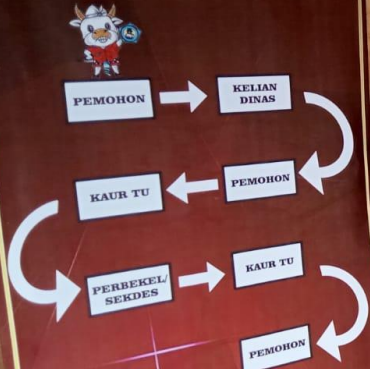 PEMOHON
KELIAN
DINAS
PEMOHON
KAUR TU
PERBEKEL/
SEKDES
KAUR TU
PEMOHON